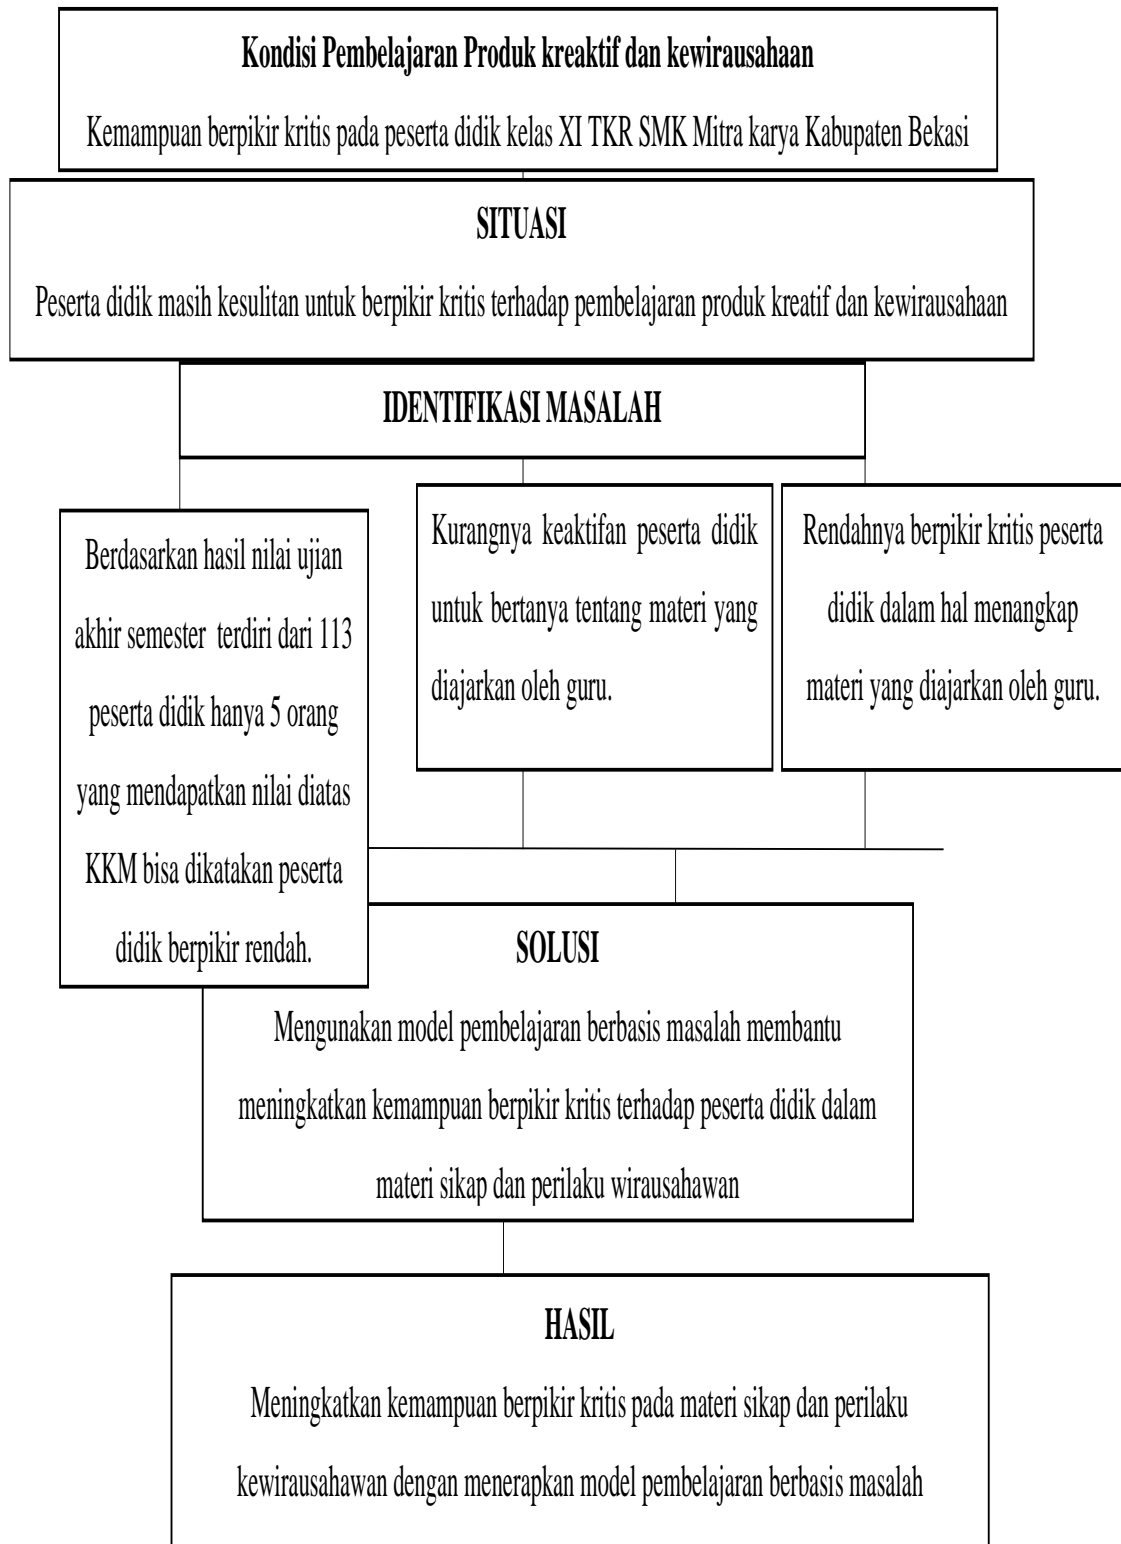 Kondisi Pembelajaran Produk kreaktif dan kewirausahaan
Kemampuan berpikir kritis pada peserta didik kelas XI TKR SMK Mitra karya Kabupaten Bekasi
SITUASI
Peserta didik masih kesulitan untuk berpikir kritis terhadap pembelajaran produk kreatif dan kewirausahaan
IDENTIFIKASI MASALAH
Berdasarkan hasil nilai ujian
akhir semester terdiri dari 113
peserta didik hanya 5 orang
yang mendapatkan nilai diatas
KKM bisa dikatakan peserta
didik berpikir rendah.
Kurangnya keaktifan peserta didik
untuk bertanya tentang materi yang
diajarkan oleh guru.
Rendahnya berpikir kritis peserta
didik dalam hal menangkap
materi yang diajarkan oleh guru.
SOLUSI
Mengunakan model pembelajaran berbasis masalah membantu
meningkatkan kemampuan berpikir kritis terhadap peserta didik dalam
materi sikap dan perilaku wirausahawan
HASIL
Meningkatkan kemampuan berpikir kritis pada materi sikap dan perilaku
kewirausahawan dengan menerapkan model pembelajaran berbasis masalah